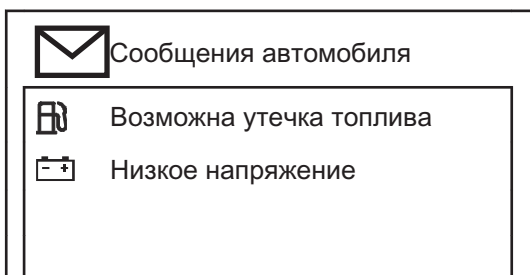 Сообщения автомобиля
Возможна утечка топлива
Низкое напряжение